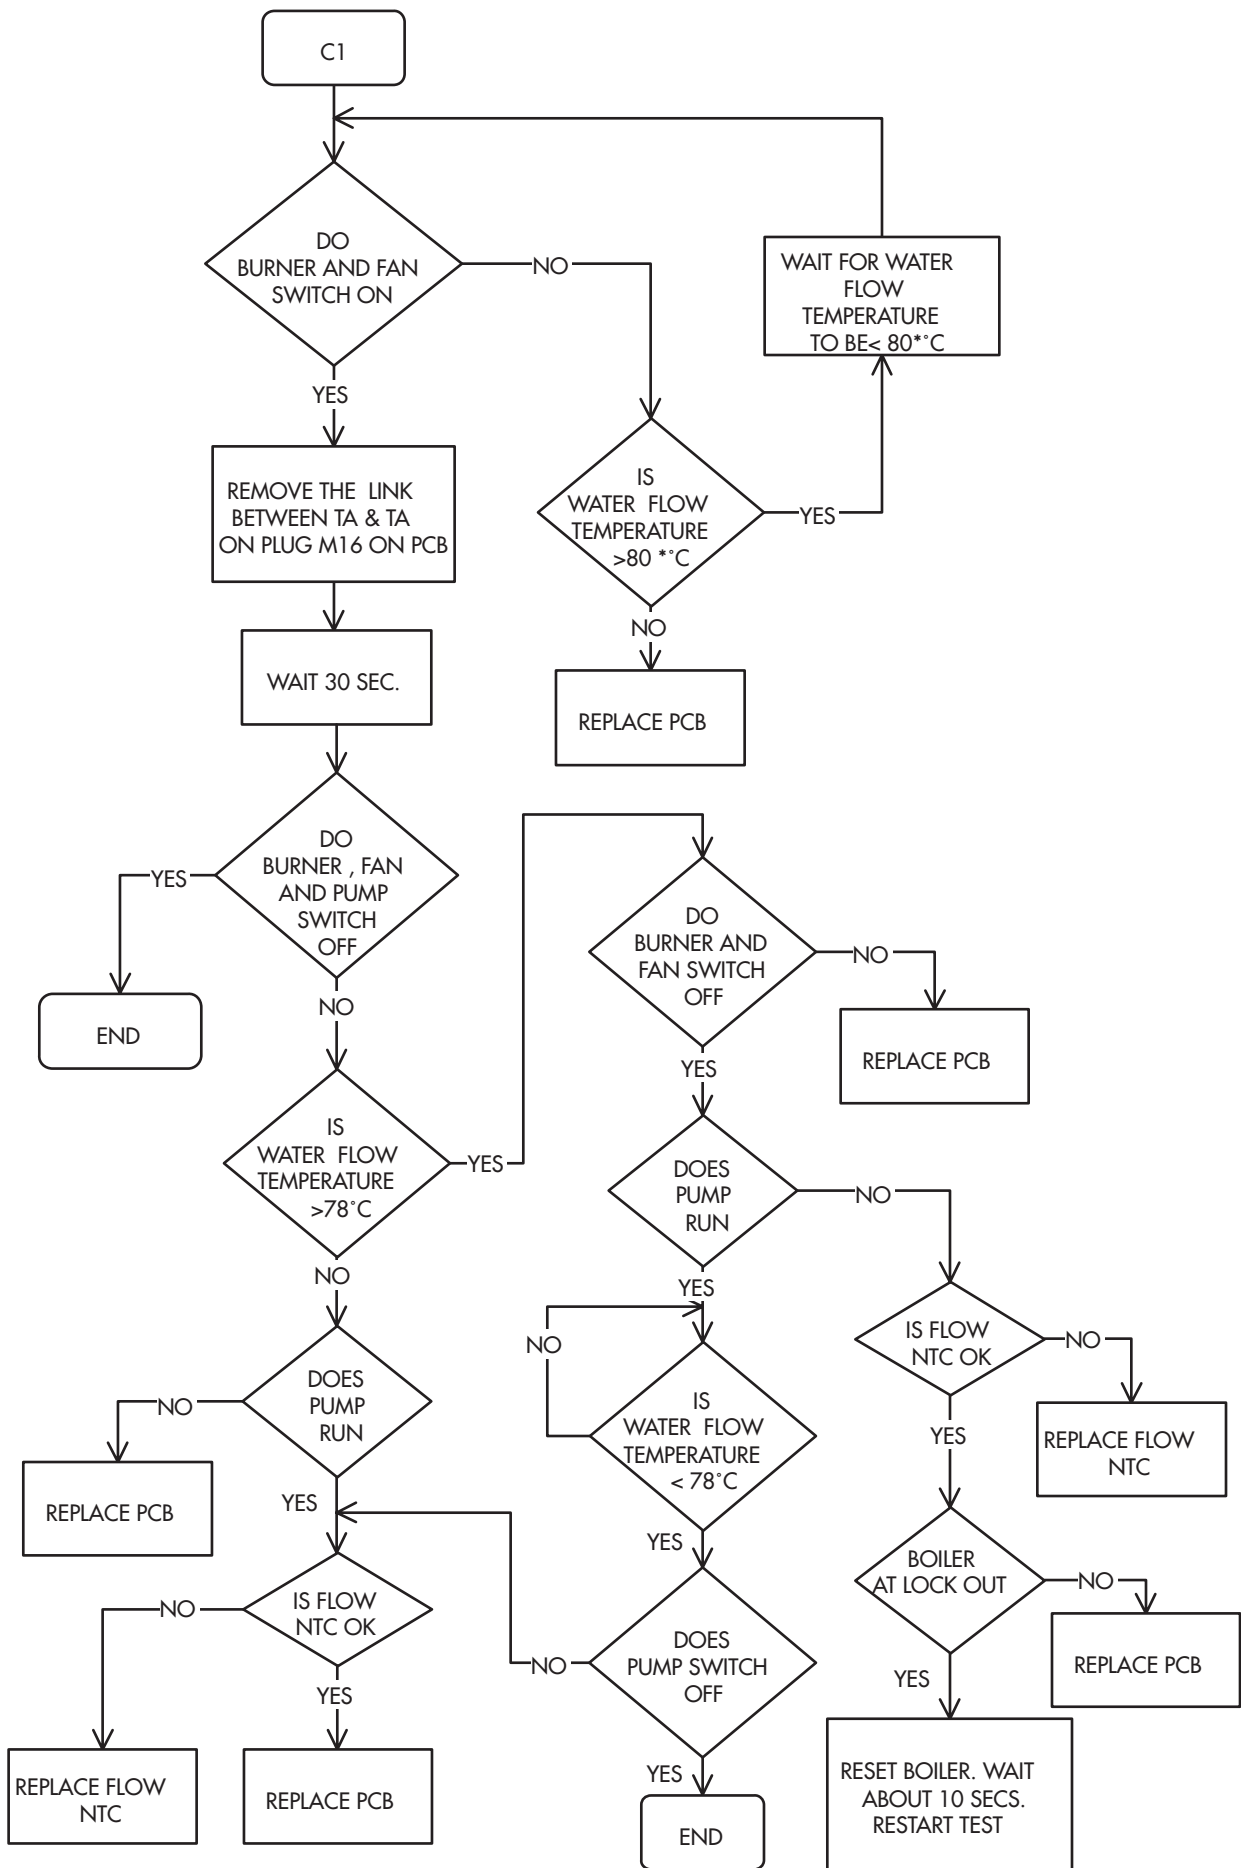 C1
DO
BURNER AND FAN
SWITCH ON
NO
WAIT FOR WATER
FLOW
TEMPERATURE
TO BE< 80*°C
YES
REMOVE THE LINK
BETWEEN TA & TA
ON PLUG M16 ON PCB
IS
WATER FLOW
TEMPERATURE
>80 *°C
YES
NO
REPLACE PCB
WAIT 30 SEC.
DO
BURNER , FAN
AND PUMP
SWITCH
OFF
YES
END
NO
DO
BURNER AND
FAN SWITCH
OFF
NO
REPLACE PCB
YES
IS
WATER FLOW
TEMPERATURE
>78°C
YES
NO
DOES
PUMP
RUN
NO
YES
IS FLOW
NTC OK
NO
REPLACE FLOW
NTC
YES
NO
IS
WATER FLOW
TEMPERATURE
< 78°C
YES
DOES
PUMP
RUN
NO
REPLACE PCB
YES
IS FLOW
NTC OK
NO
REPLACE FLOW
NTC
YES
REPLACE PCB
DOES
PUMP SWITCH
OFF
NO
YES
END
BOILER
AT LOCK OUT
NO
REPLACE PCB
YES
RESET BOILER. WAIT
ABOUT 10 SECS.
RESTART TEST